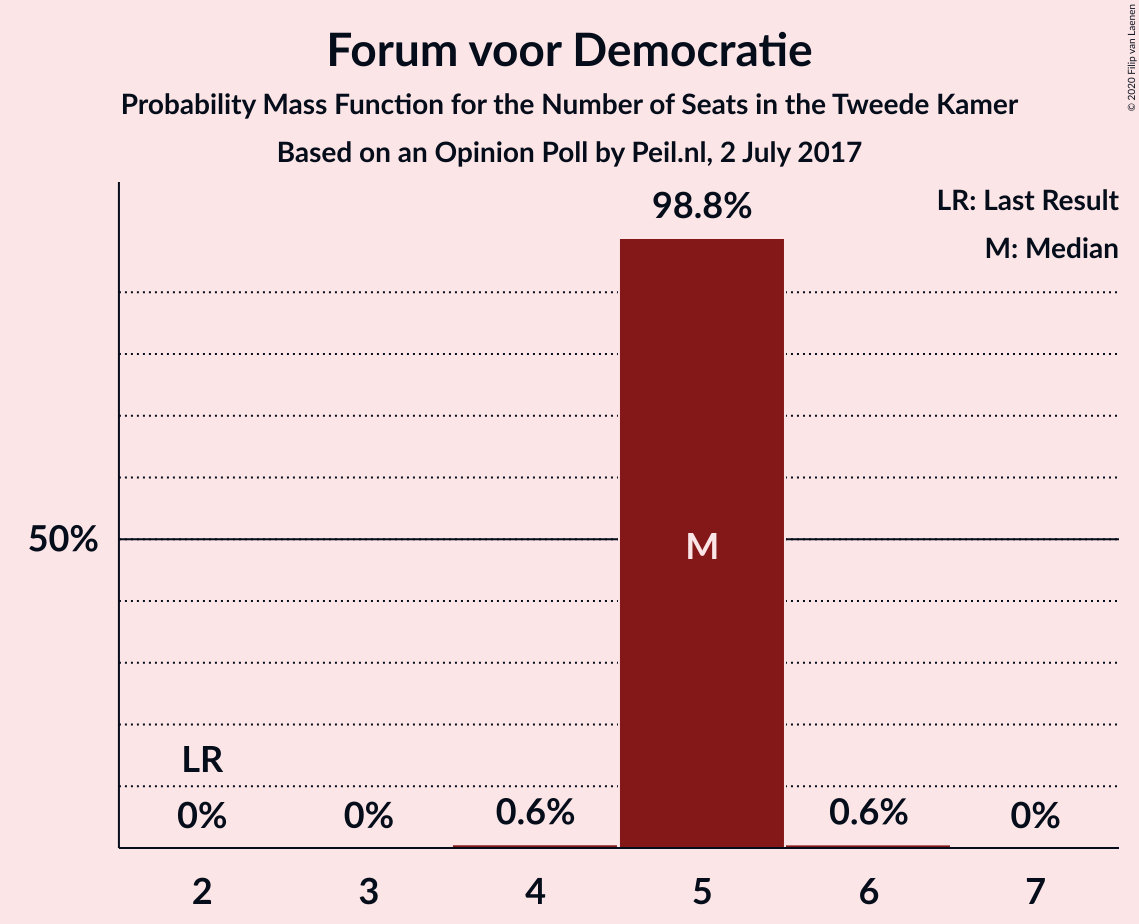 Forum voor Democratie
Probability Mass Function for the Number of Seats in the Tweede Kamer
Based on an Opinion Poll by Peil.nl, 2 July 2017
© 2020 Filip van Laenen
98.8%
LR: Last Result
M: Median
50%
M
LR
0% 0% 0.6% 0.6% 0%
2 3 4 5 6 7